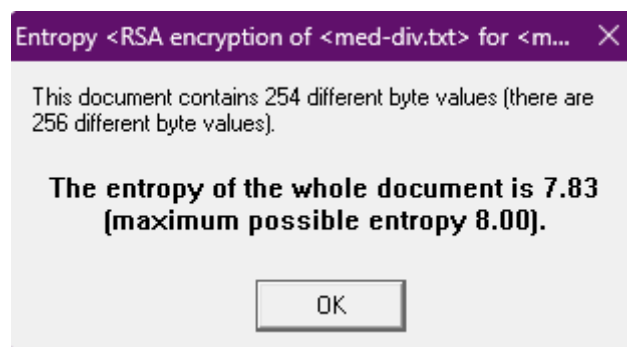 Entropy <RSA encryption of <med-div.txt> for <m...
This document contains 254 different byte values (there are
256 different byte values).
The entropy of the whole document is 7.83
(maximum possible entropy 8.00).
OK